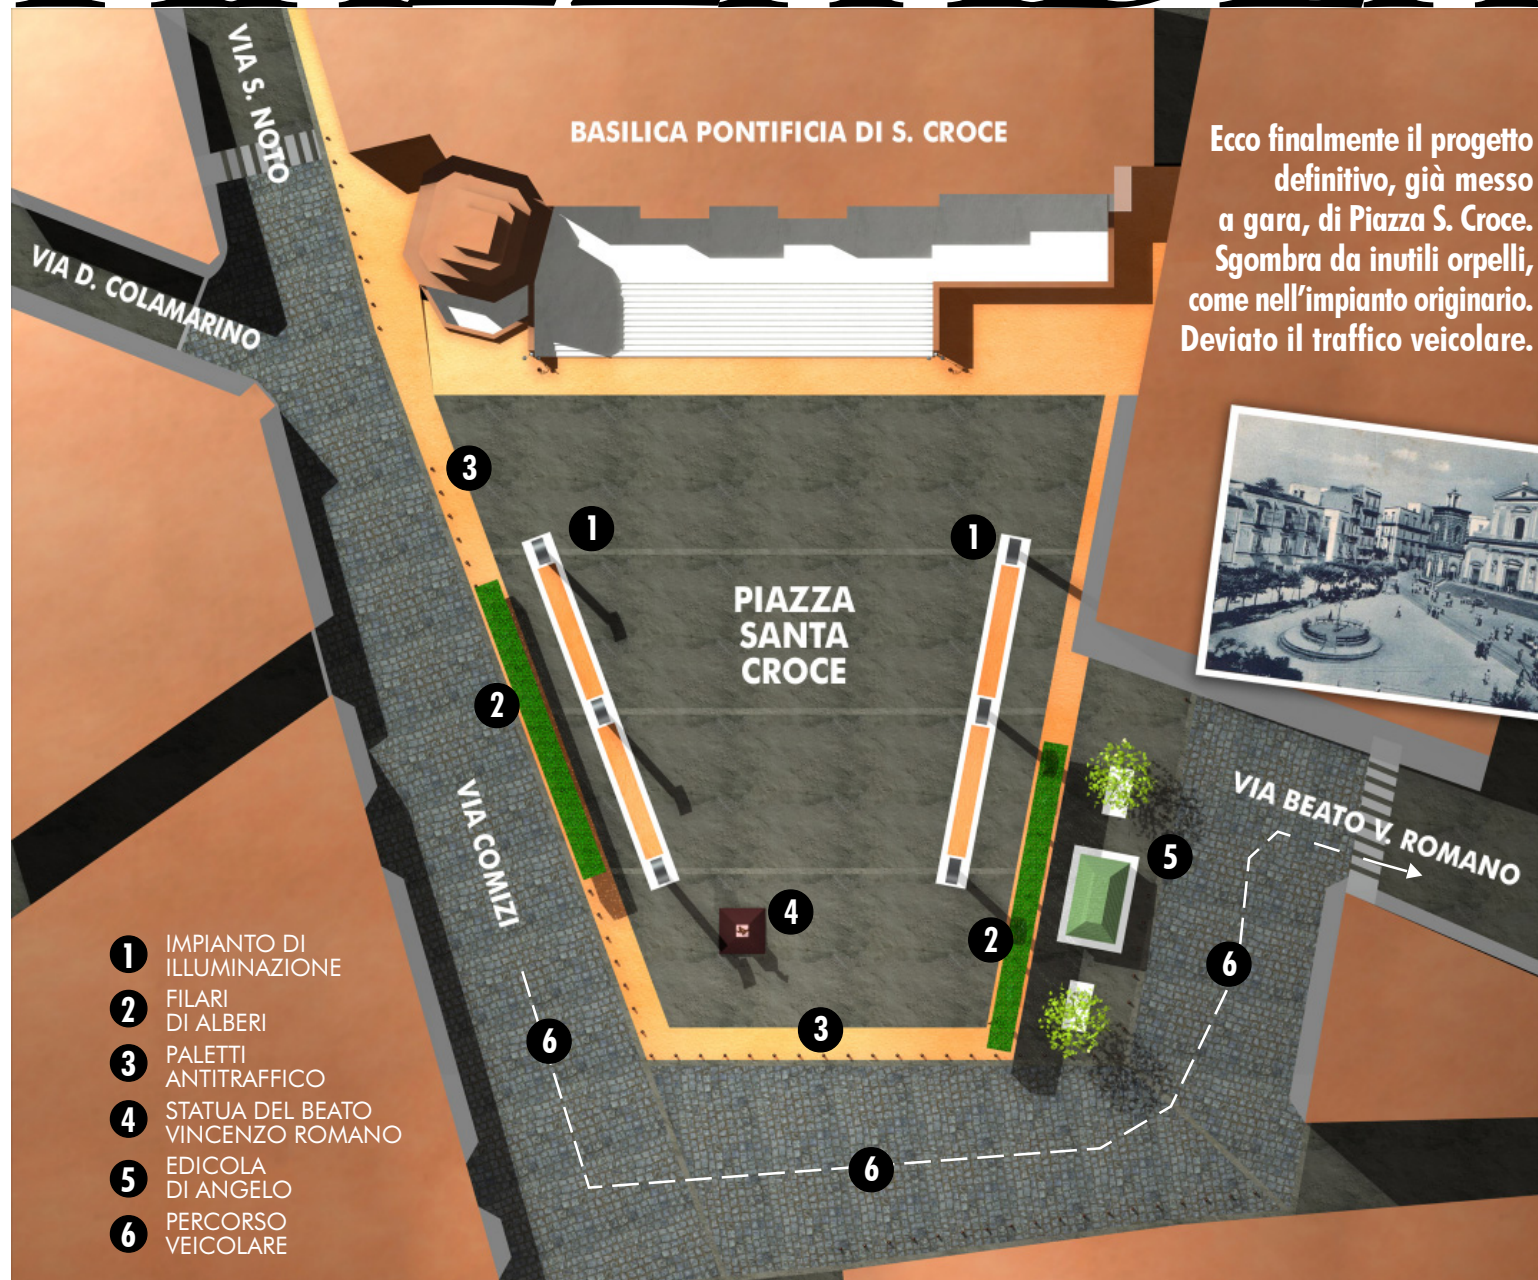 VIA S. NOTO
BASILICA PONTIFICIA DI S. CROCE
Ecco finalmente il progetto
definitivo, già messo
a gara, di Piazza S. Croce.
Sgombra da inutili orpelli,
come nell'impianto originario.
Deviato il traffico veicolare.
VIA D. COLAMARINO
3
1
1
PIAZZA
SANTA
CROCE
2
VIA COMIZI
VIA BEATO V. ROMANO
5
4
2
6
3
6
6
1 IMPIANTO DI
ILLUMINAZIONE
2 FILARI
DI ALBERI
3 PALETTI
ANTITRAFFICO
4 STATUA DEL BEATO
VINCENZO ROMANO
5 EDICOLA
DI ANGELO
6 PERCORSO
VEICOLARE